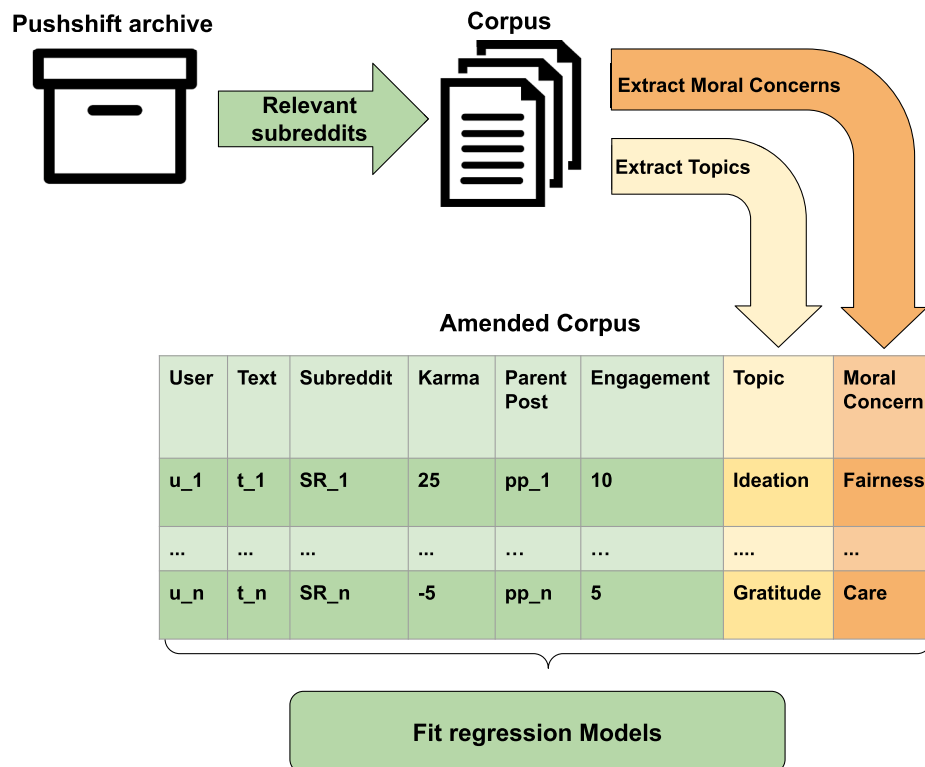 Pushshift archive
Corpus
Relevant
subreddits
Extract Moral Concerns
Extract Topics
Amended Corpus
User Text Subreddit Karma Parent Post Engagement Topic Moral Concern
u_1 t_1 SR_1 25 pp_1 10 Ideation Fairness
... ... ... ... ... ... .... ...
u_n t_n SR_n -5 pp_n 5 Gratitude Care
Fit regression Models